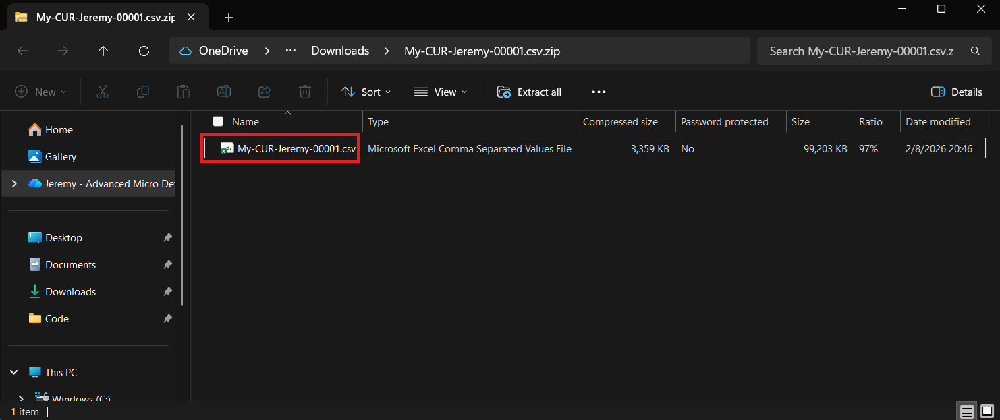 My-CUR-Jeremy-00001.csv.zip
OneDrive > ... Downloads > My-CUR-Jeremy-00001.csv.zip
Search My-CUR-Jeremy-00001.csv.z
New Sort View Extract all ... Details
Name Type Compressed size Password protected Size Ratio Date modified
My-CUR-Jeremy-00001.csv Microsoft Excel Comma Separated Values File 3,359 KB No 99,203 KB 97% 2/8/2026 20:46
Home
Gallery
Jeremy - Advanced Micro De
Desktop
Documents
Downloads
Code
This PC
Windows (C:)
1 item